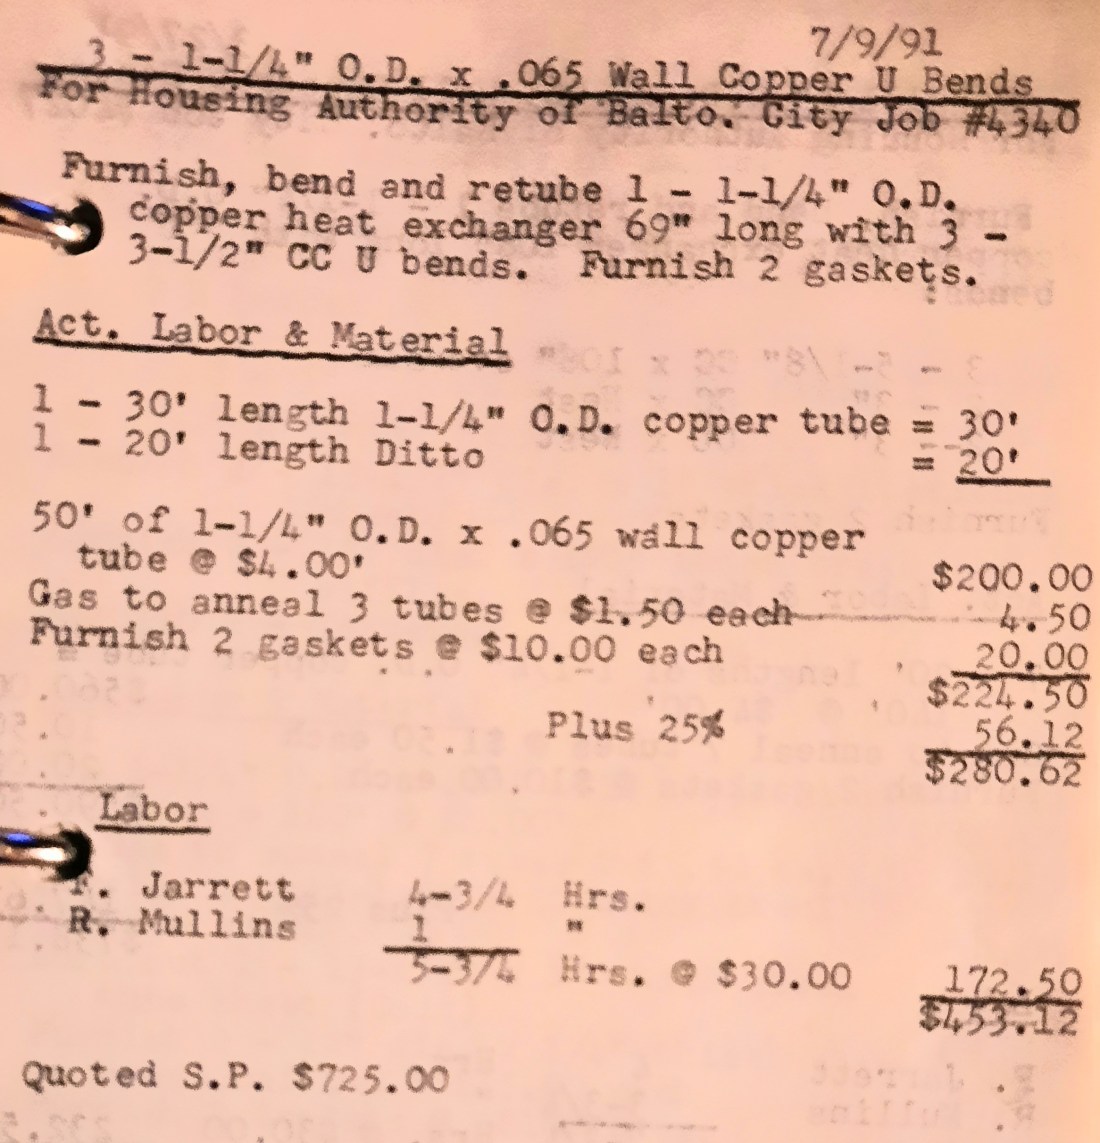 7/9/91
3 - 1-1/4" O.D. x .065 Wall Copper U Bends
For Housing Authority of Balto. City Job #4340
Furnish, bend and retube 1 - 1-1/4" O.D.
copper heat exchanger 69" long with 3 -
3-1/2" CC U bends. Furnish 2 gaskets.
Act. Labor & Material
1 - 30' length 1-1/4" O.D. copper tube = 30'
1 - 20' length Ditto = 20'
50' of 1-1/4" O.D. x .065 wall copper
tube @ $4.00' $200.00
Gas to anneal 3 tubes @ $1.50 each 4.50
Furnish 2 gaskets @ $10.00 each 20.00
$224.50
Plus 25% 56.12
$280.62
Labor
F. Jarrett 4-3/4 Hrs.
R. Mullins 1 "
5-3/4 Hrs. @ $30.00 172.50
$453.12
Quoted S.P. $725.00